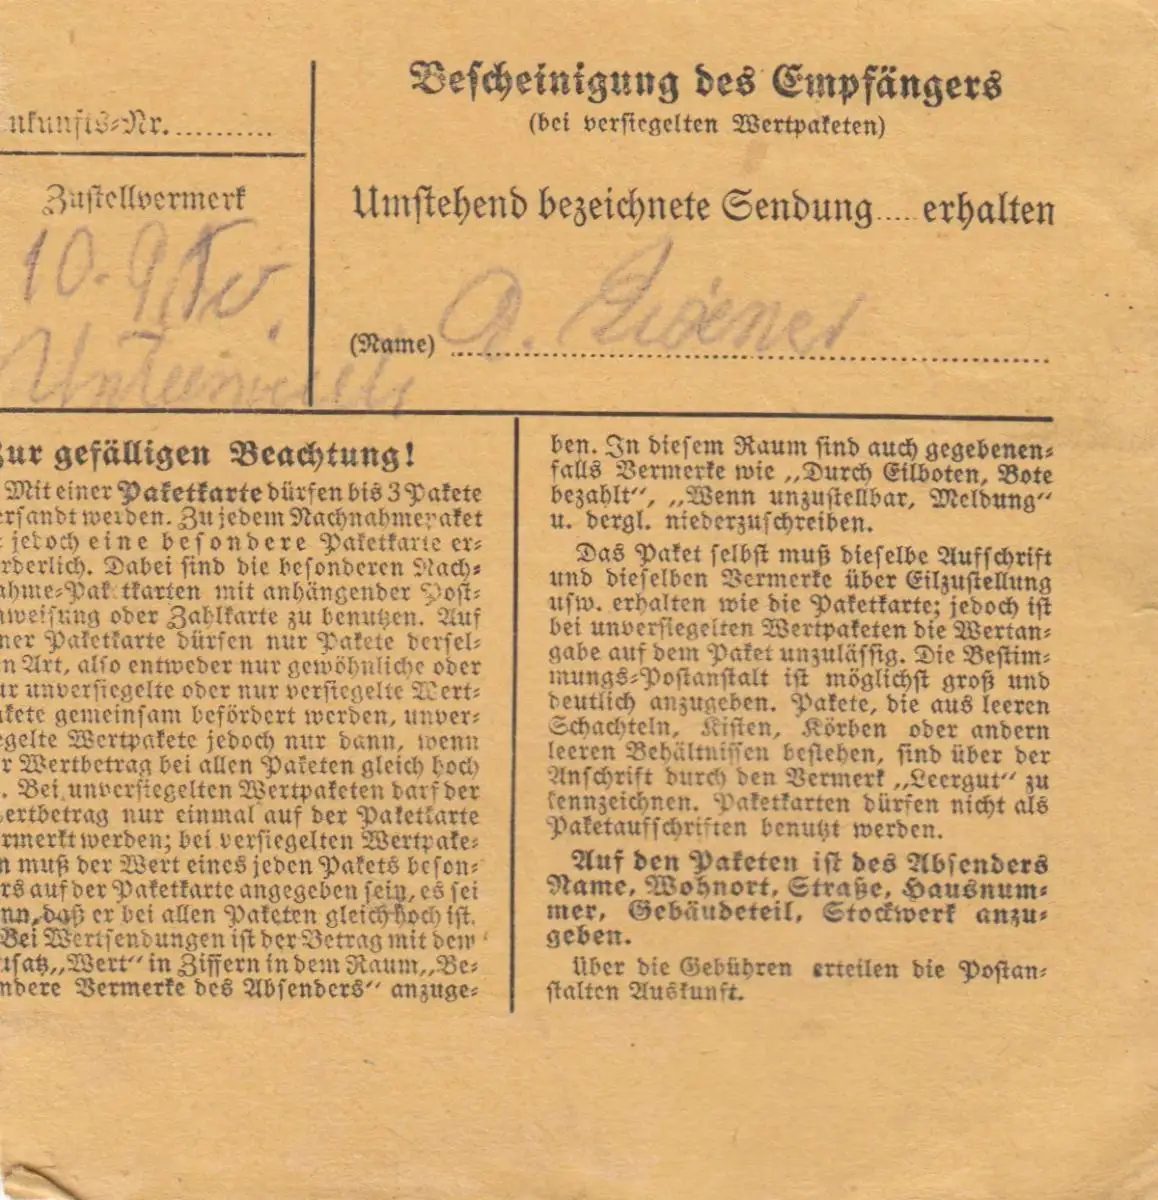 Bescheinigung des Empfängers
(bei versiegelten Wertpaketen)
nkunfts-Nr. ............
Zustellvermerk
10. 9.
Umstehend bezeichnete Sendung..... erhalten
(Name)
Zur gefälligen Beachtung!
Mit einer Paketkarte dürfen bis 3 Pakete
ersandt werden. Zu jedem Nachnahmepaket
t jedoch eine besondere Paketkarte er-
rderlich. Dabei sind die besonderen Nach-
ahme-Paketkarten mit anhängender Post-
nweisung oder Zahlkarte zu benutzen. Auf
ner Paketkarte dürfen nur Pakete dersel-
n Art, also entweder nur gewöhnliche oder
ur unversiegelte oder nur versiegelte Wert-
akete gemeinsam befördert werden, unver-
egelte Wertpakete jedoch nur dann, wenn
r Wertbetrag bei allen Paketen gleich hoch
. Bei unversiegelten Wertpaketen darf der
ertbetrag nur einmal auf der Paketkarte
rmerkt werden; bei versiegelten Wertpake-
n muß der Wert eines jeden Pakets beson-
rs auf der Paketkarte angegeben sein, es sei
nn, daß er bei allen Paketen gleich hoch ist.
Bei Wertsendungen ist der Betrag mit dem
usatz „Wert" in Ziffern in dem Raum „Be-
ndere Vermerke des Absenders" anzuge-
ben. In diesem Raum sind auch gegebenen-
falls Vermerke wie „Durch Eilboten, Bote
bezahlt", „Wenn unzustellbar, Meldung"
u. dergl. niederzuschreiben.
Das Paket selbst muß dieselbe Aufschrift
und dieselben Vermerke über Eilzustellung
usw. erhalten wie die Paketkarte; jedoch ist
bei unversiegelten Wertpaketen die Wertan-
gabe auf dem Paket unzulässig. Die Bestim-
mungs-Postanstalt ist möglichst groß und
deutlich anzugeben. Pakete, die aus leeren
Schachteln, Kisten, Körben oder andern
leeren Behältnissen bestehen, sind über der
Anschrift durch den Vermerk „Leergut" zu
kennzeichnen. Paketkarten dürfen nicht als
Paketaufschriften benutzt werden.
Auf den Paketen ist des Absenders
Name, Wohnort, Straße, Hausnum-
mer, Gebäudeteil, Stockwerk anzu-
geben.
Über die Gebühren erteilen die Postan-
stalten Auskunft.